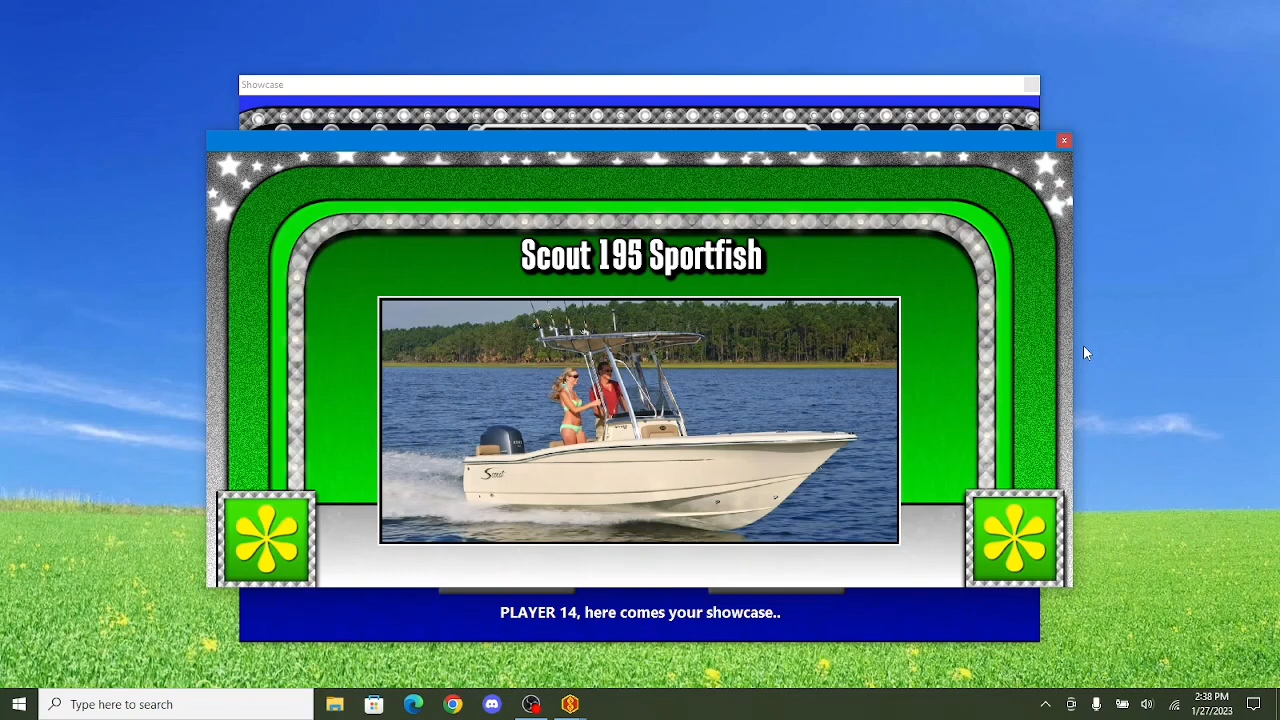 Showcase
Scout 195 Sportfish
Scout
PLAYER 14, here comes your showcase..
Type here to search
2:38 PM
1/27/2023